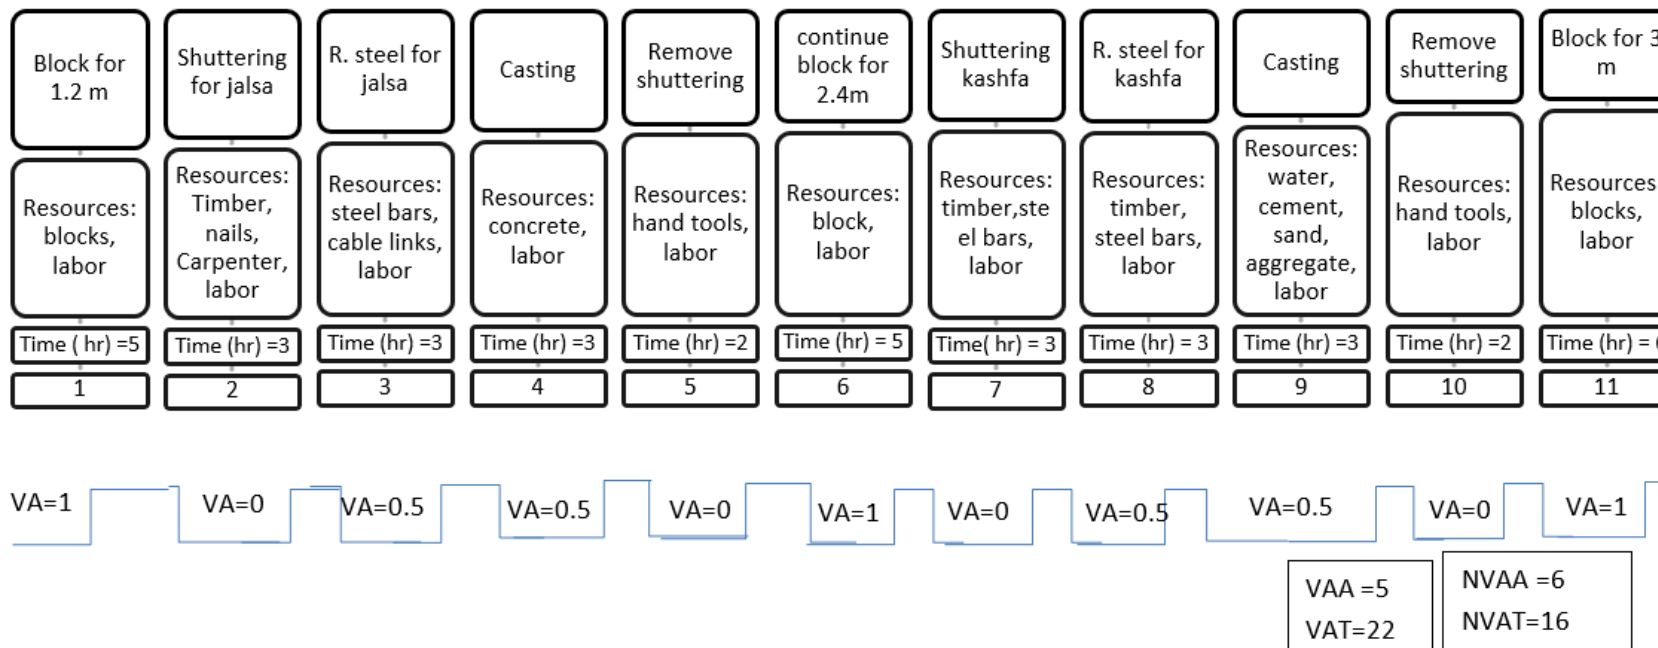 Block for
1.2 m
Shuttering
for jalsa
R. steel for
jalsa
Casting
Remove
shuttering
continue
block for
2.4m
Shuttering
kashfa
R. steel for
kashfa
Casting
Remove
shuttering
Block for 3
m
Resources:
blocks,
labor
Resources:
Timber,
nails,
Carpenter,
labor
Resources:
steel bars,
cable links,
labor
Resources:
concrete,
labor
Resources:
hand tools,
labor
Resources:
block,
labor
Resources:
timber,ste
el bars,
labor
Resources:
timber,
steel bars,
labor
Resources:
water,
cement,
sand,
aggregate,
labor
Resources:
hand tools,
labor
Resources:
blocks,
labor
Time ( hr) =5
Time (hr) =3
Time (hr) =3
Time (hr) =3
Time (hr) =2
Time (hr) = 5
Time( hr) = 3
Time (hr) = 3
Time (hr) =3
Time (hr) =2
Time (hr) =
1
2
3
4
5
6
7
8
9
10
11
VA=1
VA=0
VA=0.5
VA=0.5
VA=0
VA=1
VA=0
VA=0.5
VA=0.5
VA=0
VA=1
VAA =5
VAT=22
NVAA =6
NVAT=16